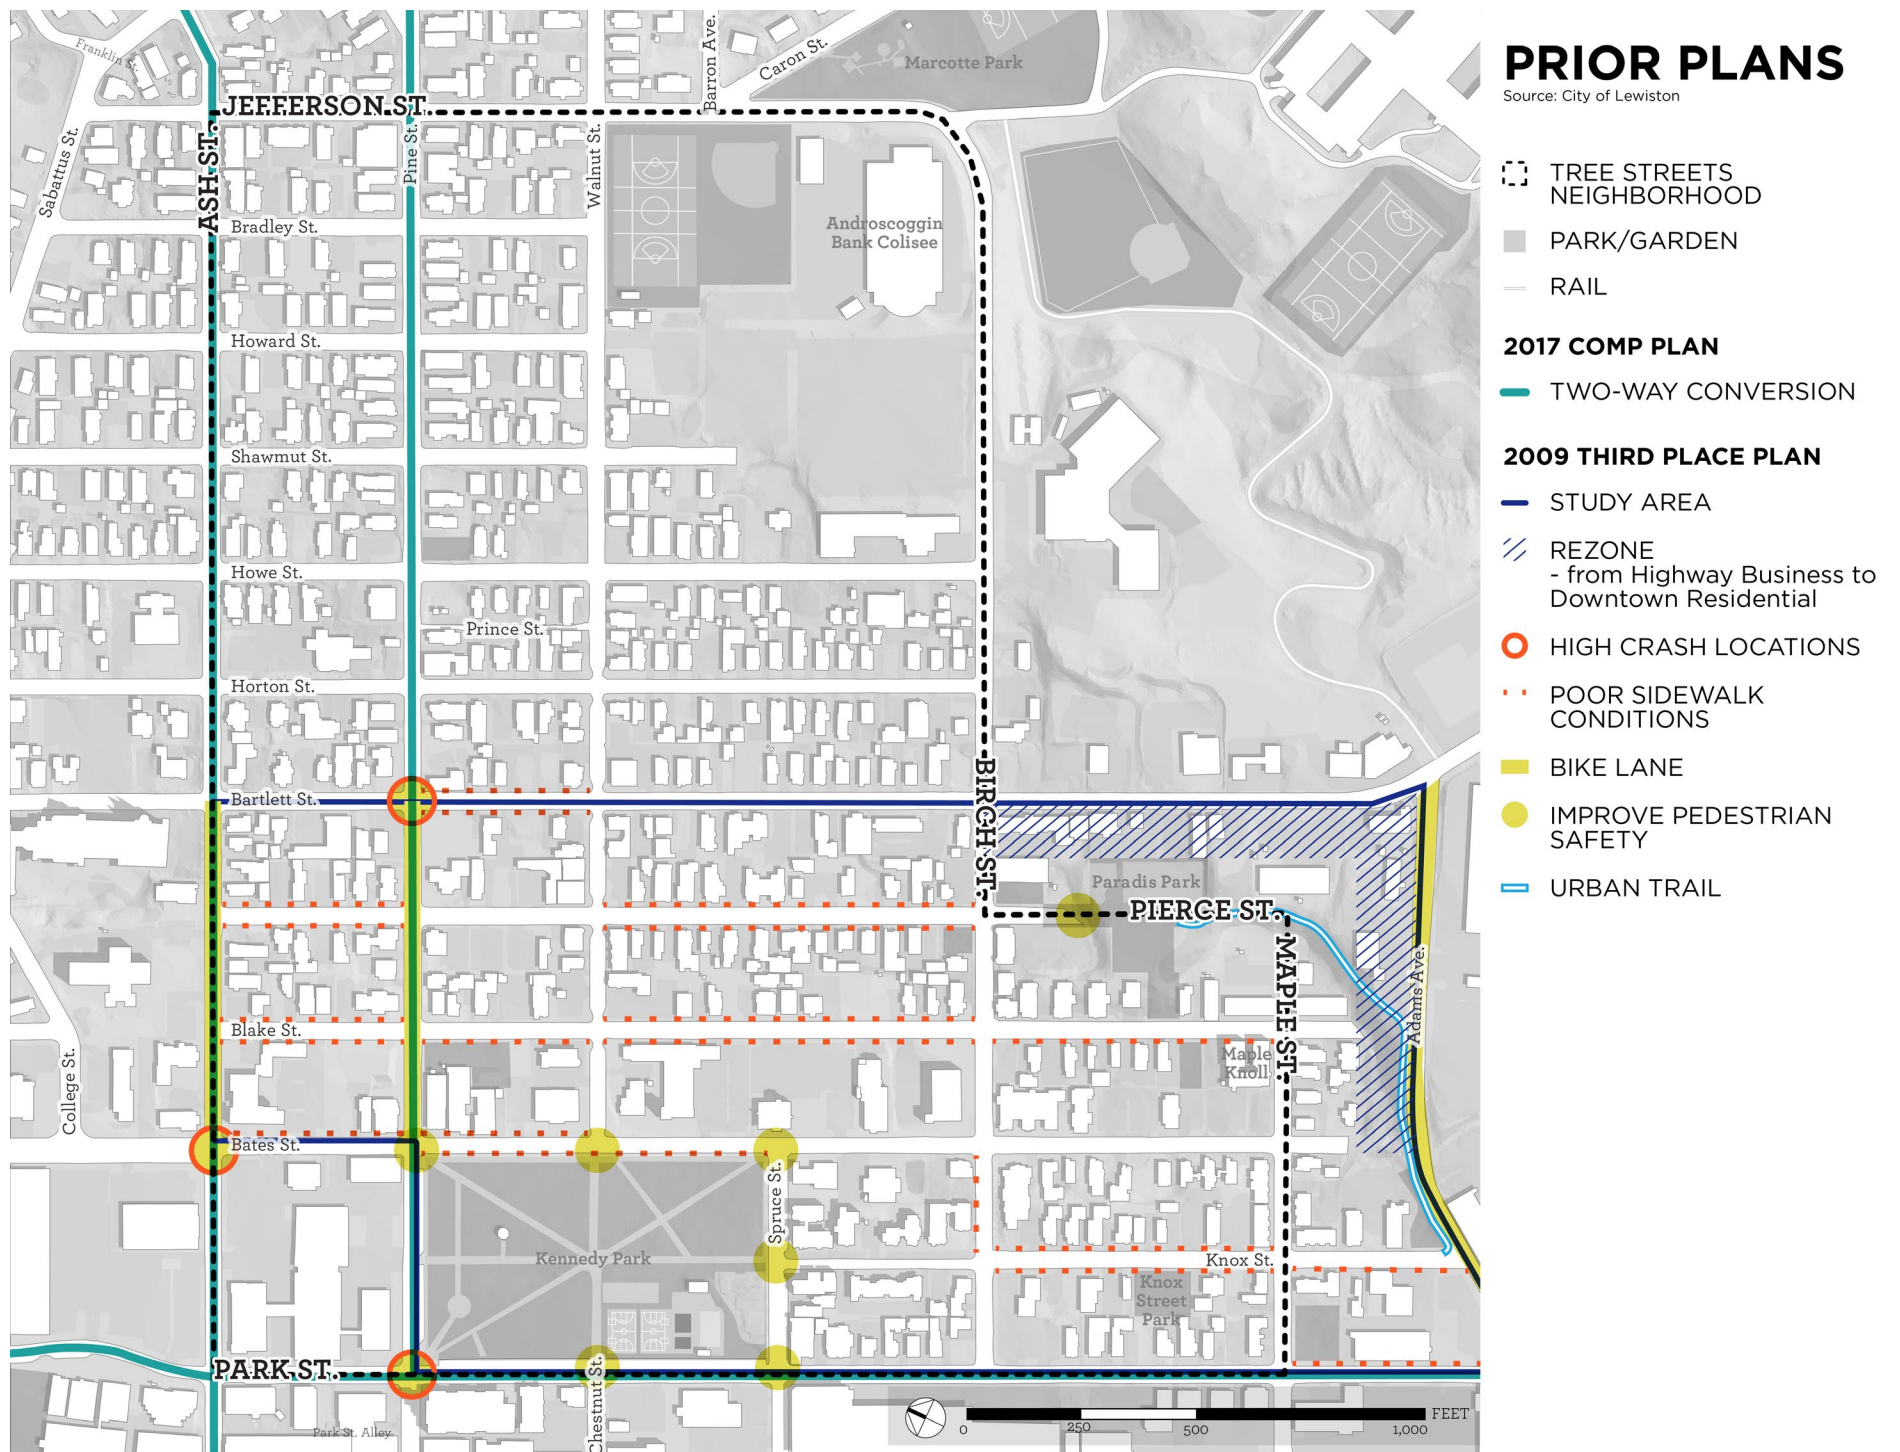 PRIOR PLANS
Source: City of Lewiston
TREE STREETS
NEIGHBORHOOD
PARK/GARDEN
RAIL
2017 COMP PLAN
TWO-WAY CONVERSION
2009 THIRD PLACE PLAN
STUDY AREA
REZONE
- from Highway Business to
Downtown Residential
HIGH CRASH LOCATIONS
POOR SIDEWALK
CONDITIONS
BIKE LANE
IMPROVE PEDESTRIAN
SAFETY
URBAN TRAIL
Franklin St.
Barron Ave.
Caron St.
Marcotte Park
JEFFERSON ST.
ASH ST.
Sabattus St.
Pine St.
Walnut St.
Bradley St.
Androscoggin
Bank Colisee
Howard St.
Shawmut St.
Howe St.
Prince St.
Horton St.
Bartlett St.
BIRCH ST.
Paradis Park
PIERCE ST.
MAPLE ST.
Adams Ave.
Blake St.
Maple
Knoll
College St.
Bates St.
Spruce St.
Kennedy Park
Knox St.
Knox
Street
Park
PARK ST.
Chestnut St.
Park St. Alley
0
250
500
1,000
FEET